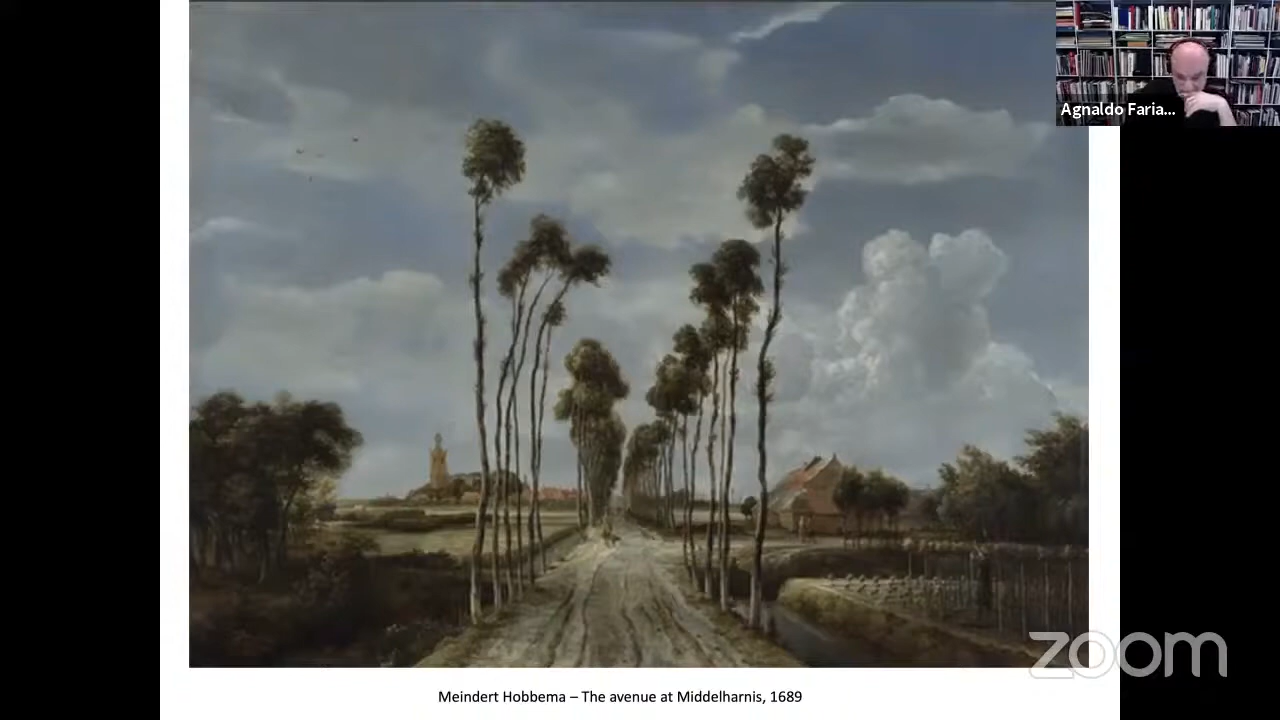 Agnaldo Faria...
zoom
Meindert Hobbema – The avenue at Middelharnis, 1689